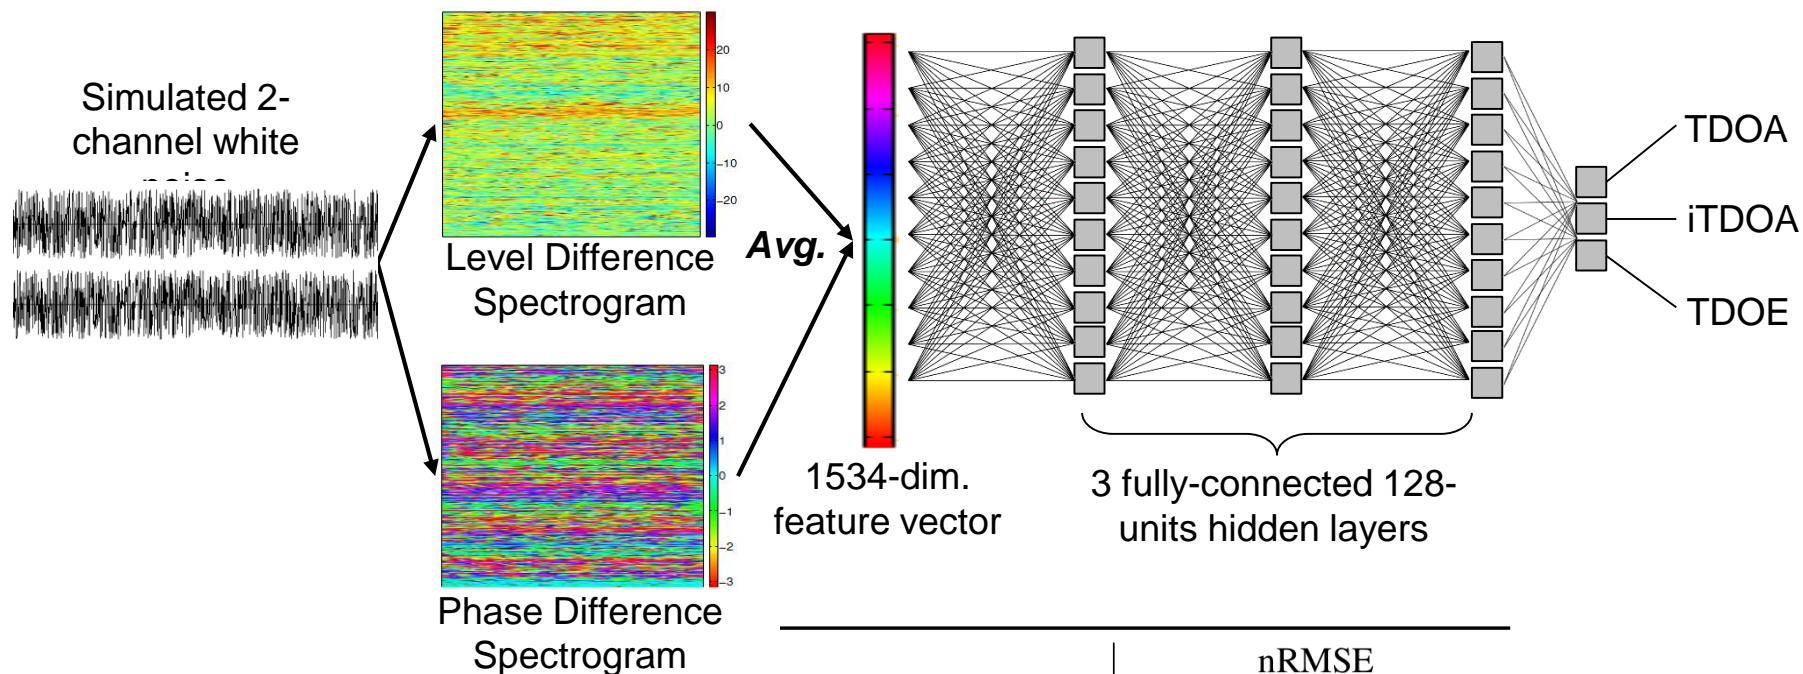 Simulated 2-
channel white
20
10
0
−10
−20
Level Difference
Spectrogram
3
2
1
0
−1
−2
−3
Phase Difference
Spectrogram
Avg.
1534-dim.
feature vector
3 fully-connected 128-
units hidden layers
TDOA
iTDOA
TDOE
nRMSE